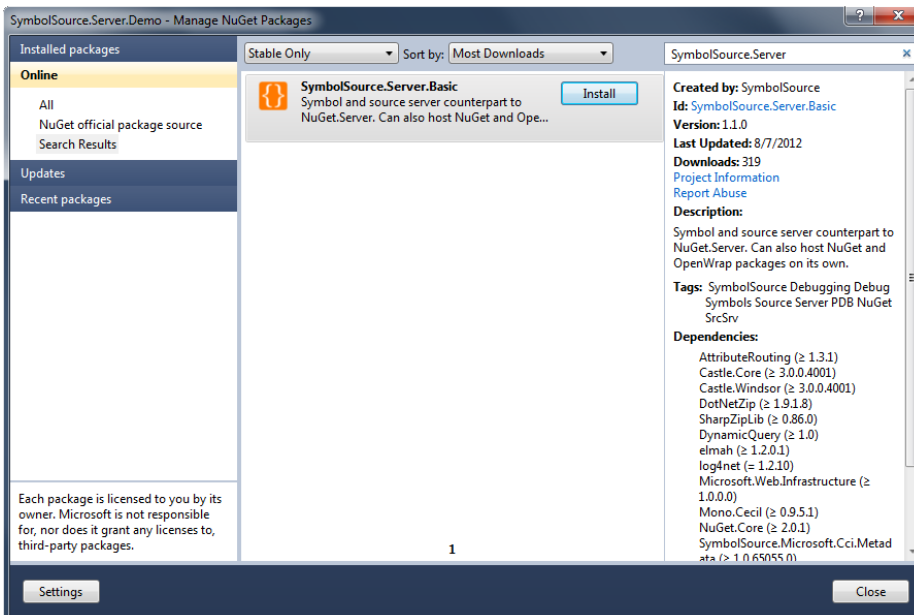 SymbolSource.Server.Demo - Manage NuGet Packages
Installed packages
Online
All
NuGet official package source
Search Results
Updates
Recent packages
Each package is licensed to you by its
owner. Microsoft is not responsible
for, nor does it grant any licenses to,
third-party packages.
Stable Only
Sort by: Most Downloads
SymbolSource.Server.Basic
Symbol and source server counterpart to
NuGet.Server. Can also host NuGet and Ope...
Install
1
SymbolSource.Server
Created by: SymbolSource
Id: SymbolSource.Server.Basic
Version: 1.1.0
Last Updated: 8/7/2012
Downloads: 319
Project Information
Report Abuse
Description:
Symbol and source server counterpart to
NuGet.Server. Can also host NuGet and
OpenWrap packages on its own.
Tags: SymbolSource Debugging Debug
Symbols Source Server PDB NuGet
SrcSrv
Dependencies:
AttributeRouting (≥ 1.3.1)
Castle.Core (≥ 3.0.0.4001)
Castle.Windsor (≥ 3.0.0.4001)
DotNetZip (≥ 1.9.1.8)
SharpZipLib (≥ 0.86.0)
DynamicQuery (≥ 1.0)
elmah (≥ 1.2.0.1)
log4net (= 1.2.10)
Microsoft.Web.Infrastructure (≥
1.0.0.0)
Mono.Cecil (≥ 0.9.5.1)
NuGet.Core (≥ 2.0.1)
SymbolSource.Microsoft.Cci.Metad
ata (≥ 1.0.65055.0)
Settings
Close